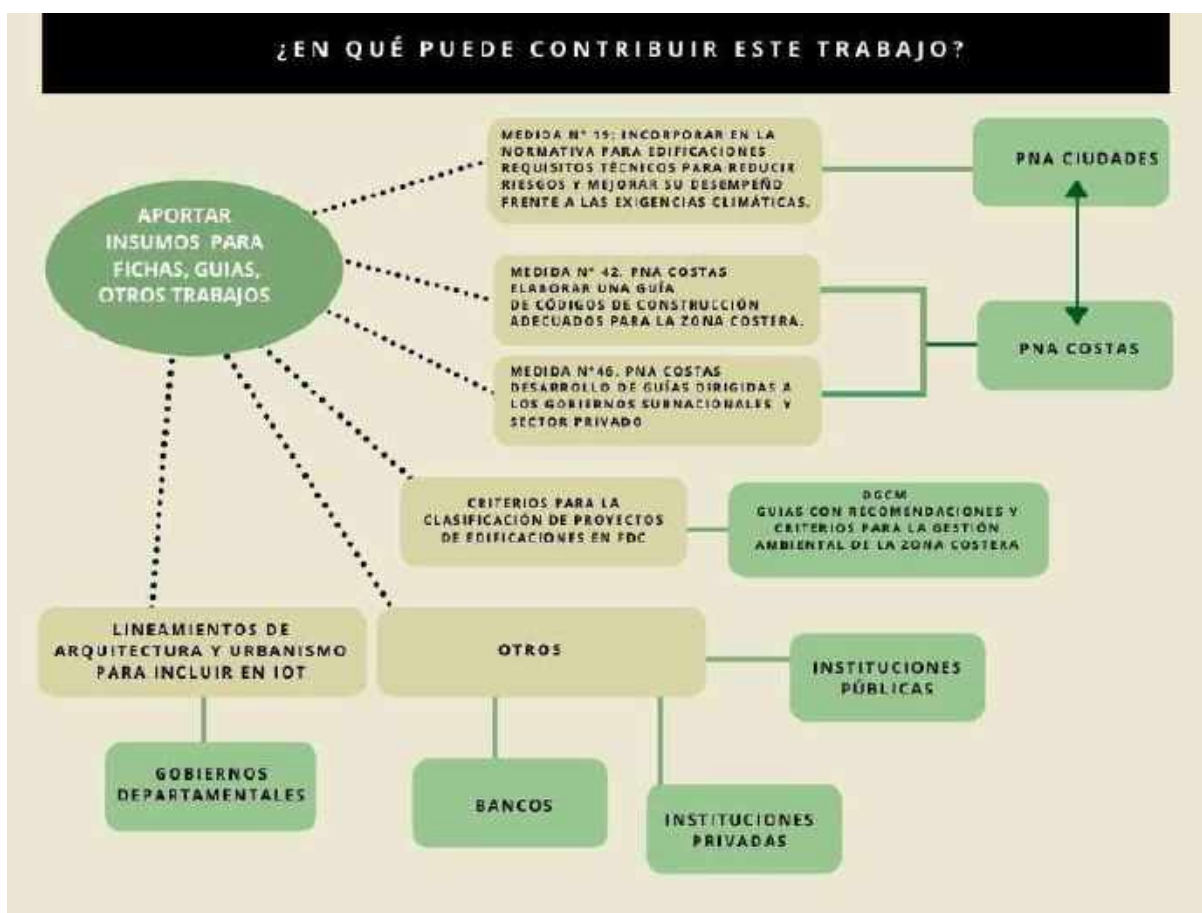 ¿EN QUÉ PUEDE CONTRIBUIR ESTE TRABAJO?
APORTAR
INSUMOS PARA
FICHAS, GUIAS,
OTROS TRABAJOS
MEDIDA N° 19: INCORPORAR EN LA
NORMATIVA PARA EDIFICACIONES
REQUISITOS TÉCNICOS PARA REDUCIR
RIESGOS Y MEJORAR SU DESEMPEÑO
FRENTE A LAS EXIGENCIAS CLIMÁTICAS.
PNA CIUDADES
MEDIDA N° 42. PNA COSTAS
ELABORAR UNA GUÍA
DE CÓDIGOS DE CONSTRUCCIÓN
ADECUADOS PARA LA ZONA COSTERA.
PNA COSTAS
MEDIDA N°46. PNA COSTAS
DESARROLLO DE GUÍAS DIRIGIDAS A
LOS GOBIERNOS SUBNACIONALES Y
SECTOR PRIVADO
CRITERIOS PARA LA
CLASIFICACIÓN DE PROYECTOS
DE EDIFICACIONES EN FDC
DGCM
GUIAS CON RECOMENDACIONES Y
CRITERIOS PARA LA GESTIÓN
AMBIENTAL DE LA ZONA COSTERA
LINEAMIENTOS DE
ARQUITECTURA Y URBANISMO
PARA INCLUIR EN IOT
OTROS
INSTITUCIONES
PÚBLICAS
GOBIERNOS
DEPARTAMENTALES
BANCOS
INSTITUCIONES
PRIVADAS